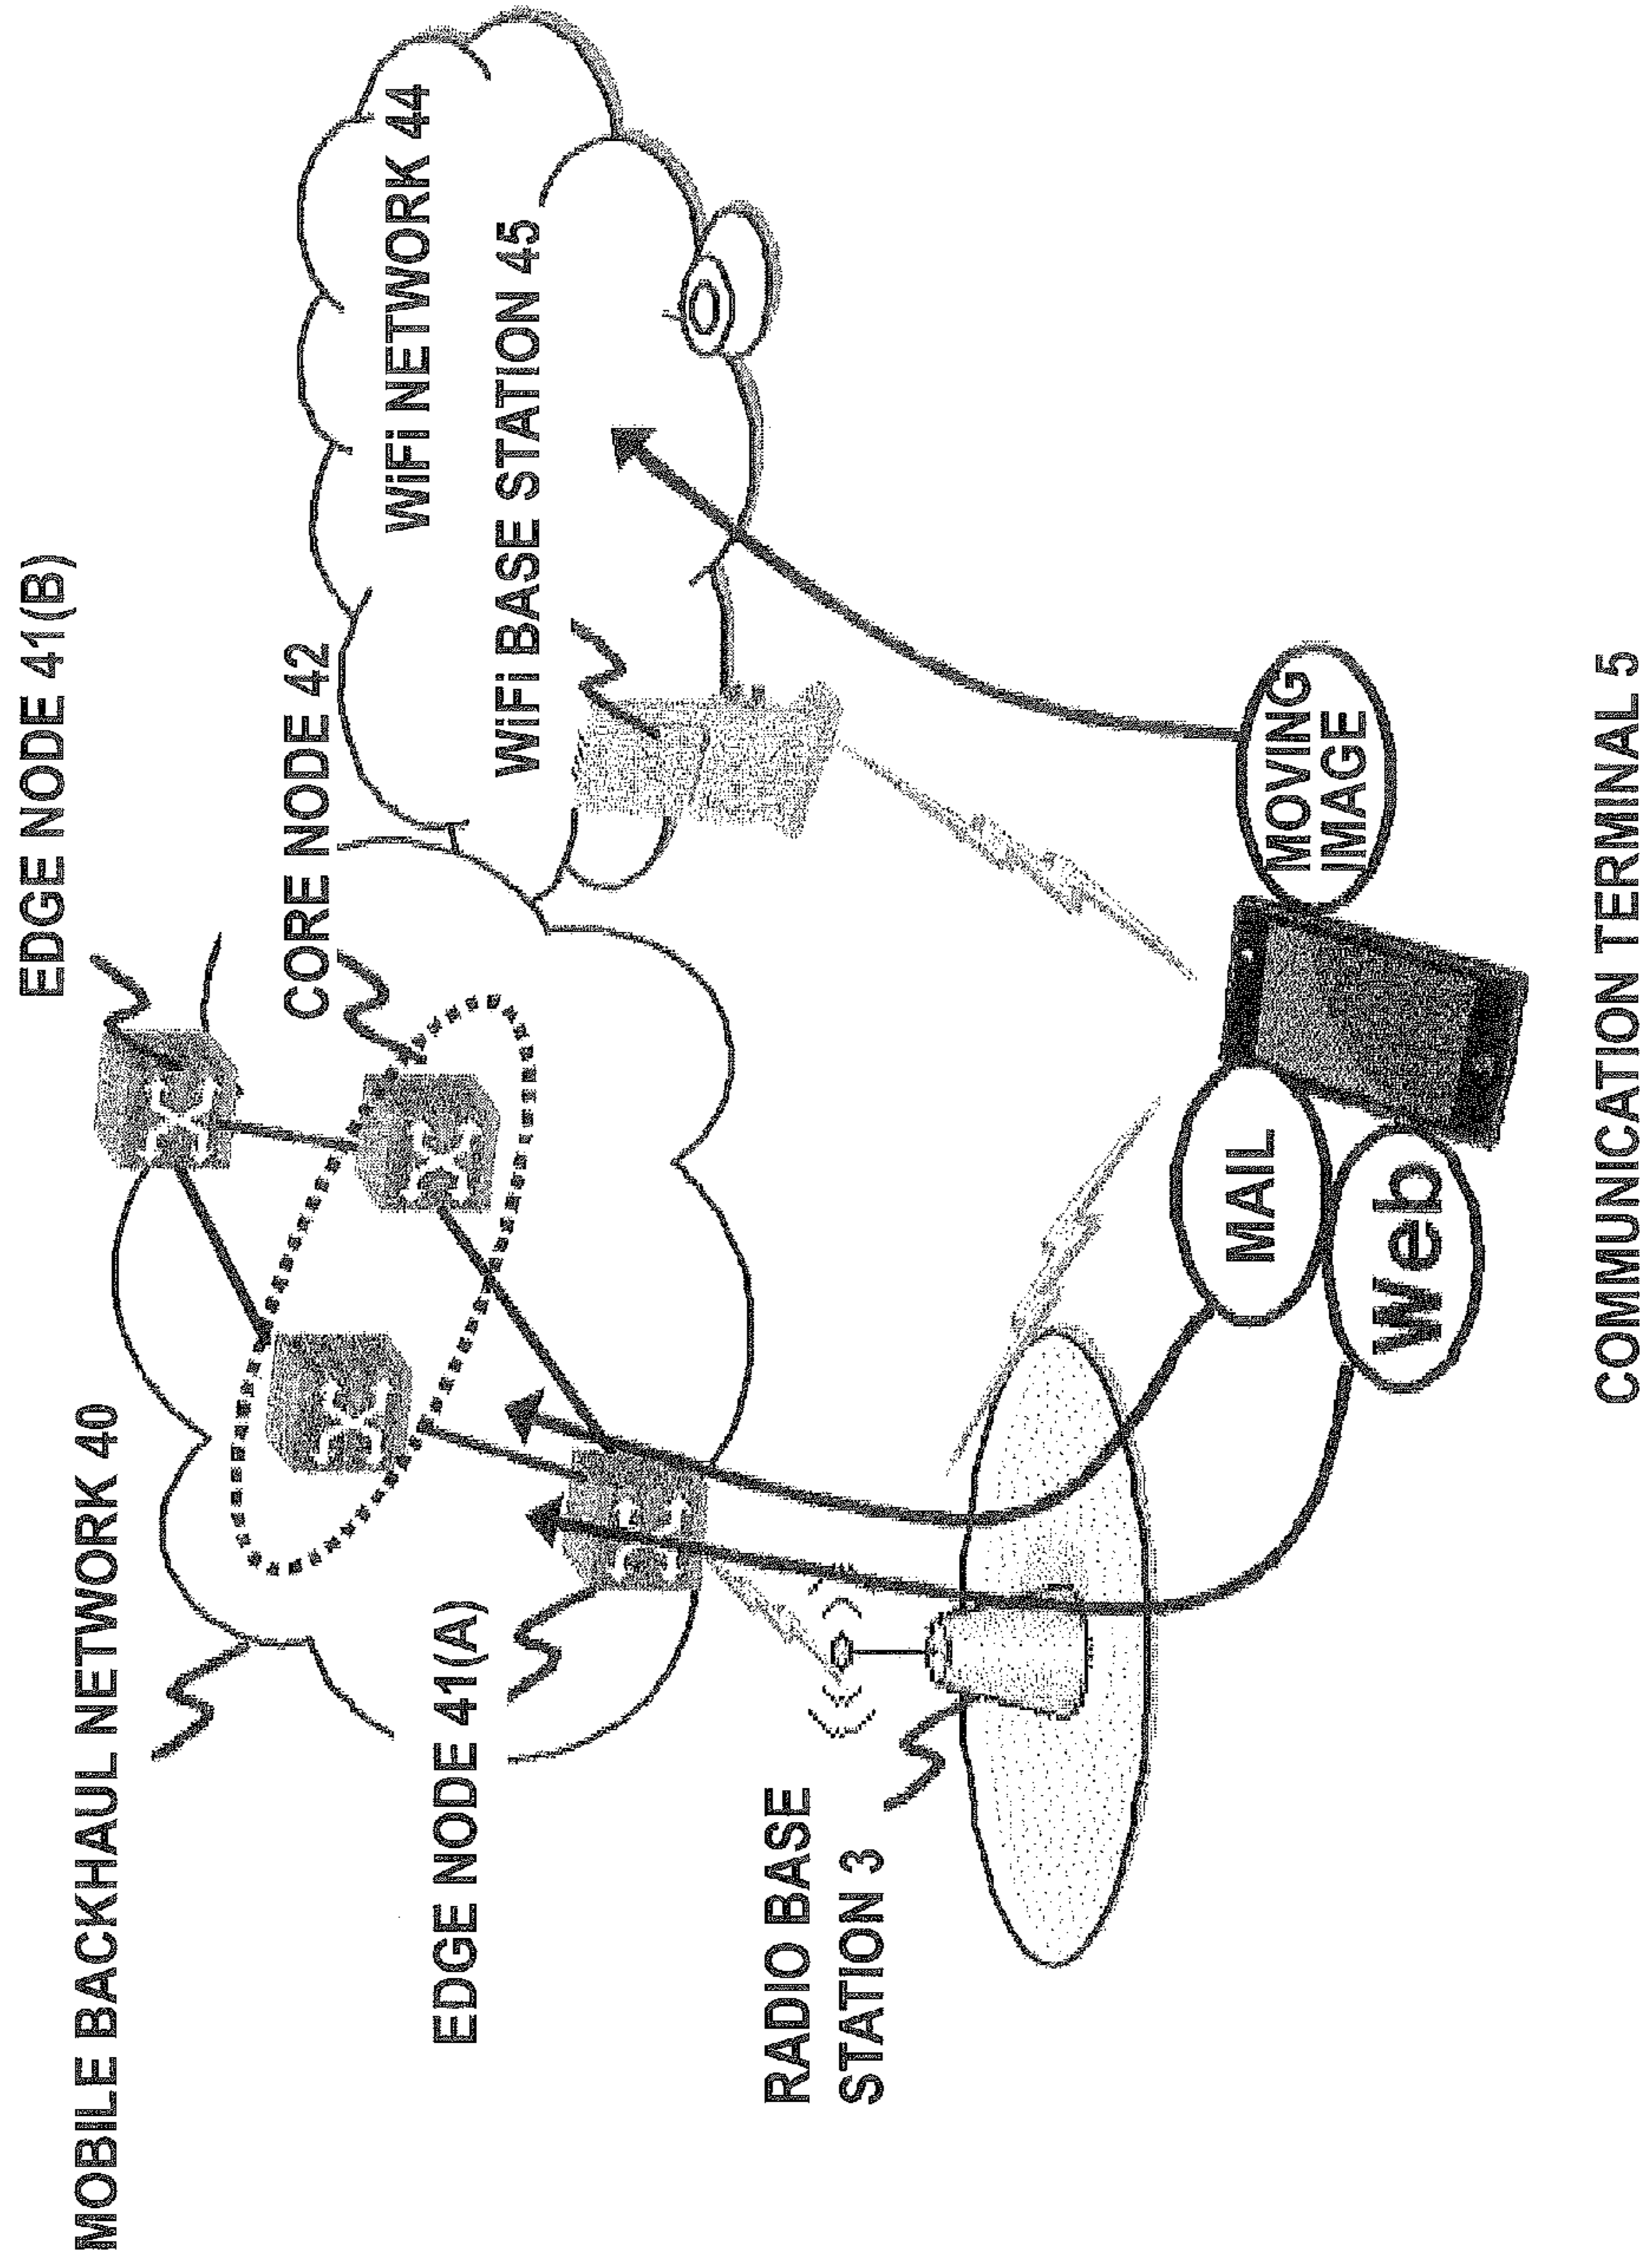 MOBILE BACKHAUL NETWORK 40
EDGE NODE 41(B)
CORE NODE 42
WiFi NETWORK 44
EDGE NODE 41(A)
WiFi BASE STATION 45
RADIO BASE
STATION 3
MAIL
Web
MOVING
IMAGE
COMMUNICATION TERMINAL 5